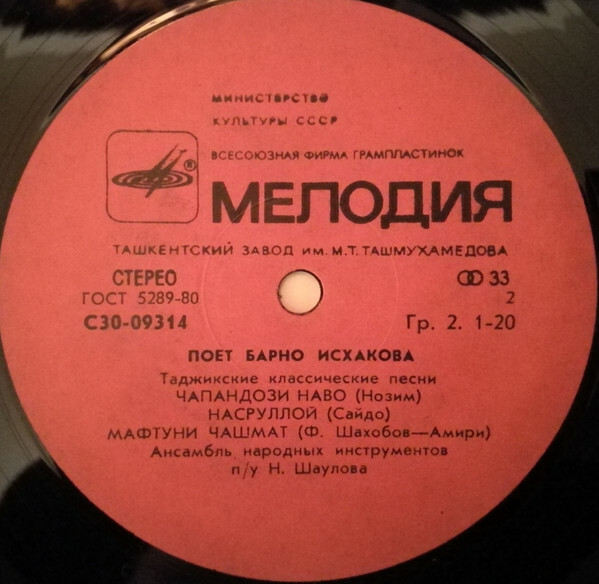 МИНИСТЕРСТВО
КУЛЬТУРЫ СССР
ВСЕСОЮЗНАЯ ФИРМА ГРАМПЛАСТИНОК
®
МЕЛОДИЯ
ТАШКЕНТСКИЙ ЗАВОД ИМ. М.Т. ТАШМУХАМЕДОВА
СТЕРЕО 33
ГОСТ 5289-80 2
С30-09314 Гр. 2. 1-20
ПОЕТ БАРНО ИСХАКОВА
Таджикские классические песни
ЧАПАНДОЗИ НАВО (Нозим)
НАСРУЛЛОЙ (Сайдо)
МАФТУНИ ЧАШМАТ (Ф. Шахобов—Амири)
Ансамбль народных инструментов
п/у Н. Шаулова